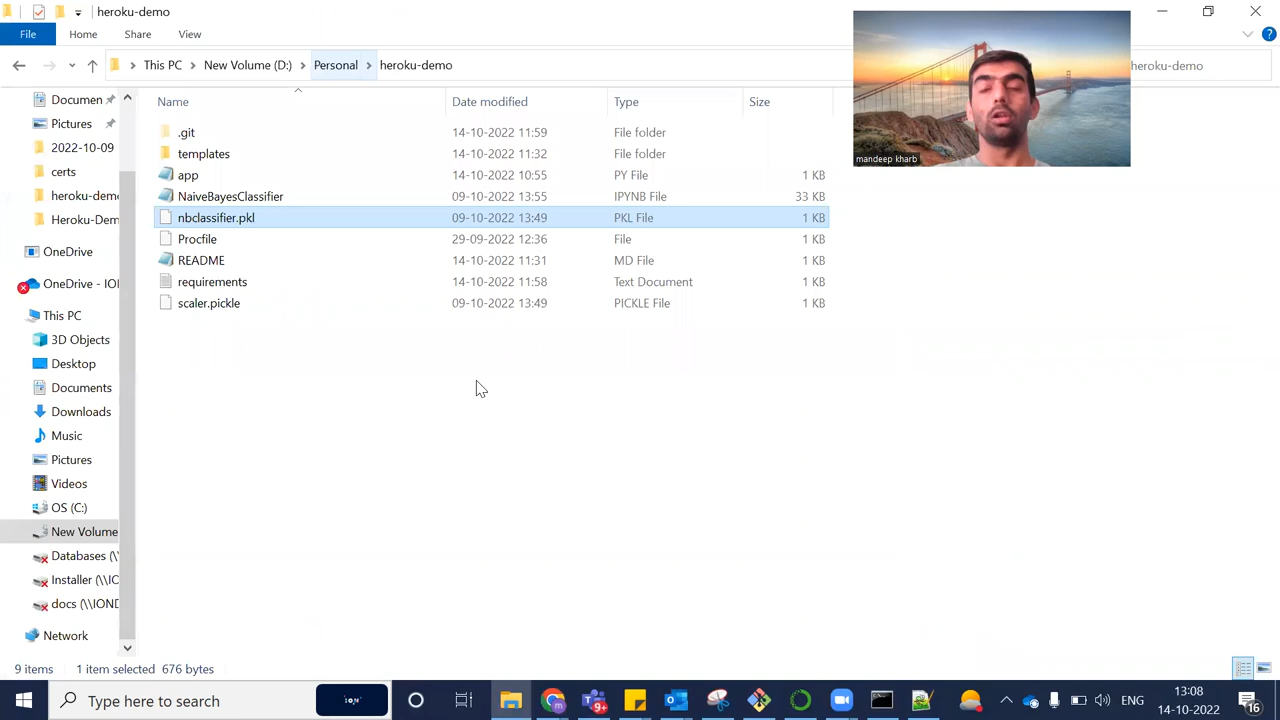 heroku-demo
File Home Share View
This PC New Volume (D:) Personal heroku-demo heroku-demo
mandeep kharb
Name Date modified Type Size
.git 14-10-2022 11:59 File folder
templates 14-10-2022 11:32 File folder
app 14-10-2022 10:55 PY File 1 KB
NaiveBayesClassifier 09-10-2022 13:55 IPYNB File 33 KB
nbclassifier.pkl 09-10-2022 13:49 PKL File 1 KB
Procfile 29-09-2022 12:36 File 1 KB
README 14-10-2022 11:31 MD File 1 KB
requirements 14-10-2022 11:58 Text Document 1 KB
scaler.pickle 09-10-2022 13:49 PICKLE File 1 KB
Documen
Pictures
2022-10-09
certs
heroku-demo
Heroku-Dem
OneDrive
OneDrive - IOI
This PC
3D Objects
Desktop
Documents
Downloads
Music
Pictures
Videos
OS (C:)
New Volume
Databases (\\
Installer (\\IO
docs (\\IOND
Network
9 items 1 item selected 676 bytes
Type here to search
9+
ENG
13:08
14-10-2022
16